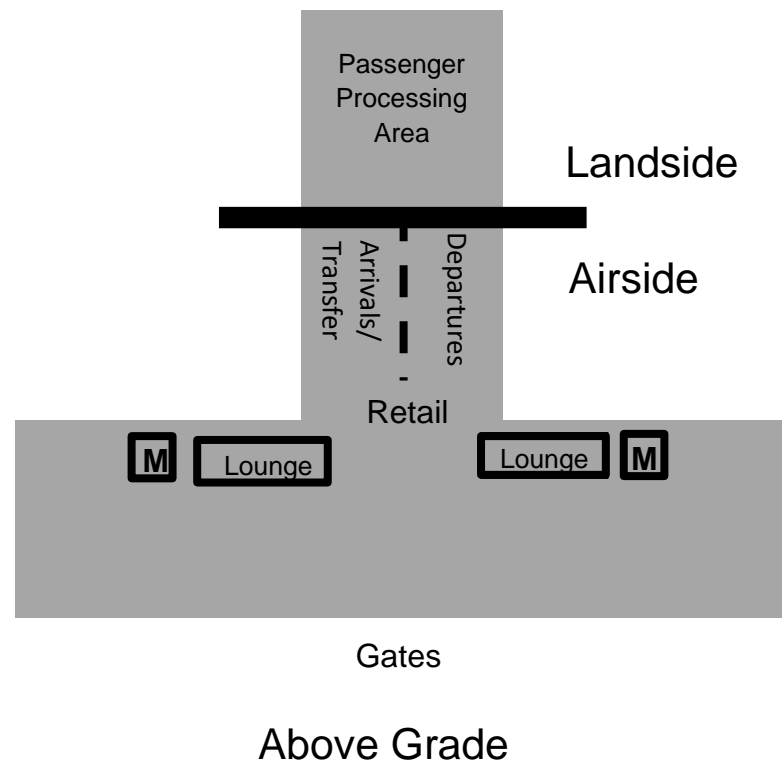 Passenger
Processing
Area
Landside
Airside
Arrivals/
Transfer
Departures
Retail
M
Lounge
Lounge
M
Gates
Above Grade